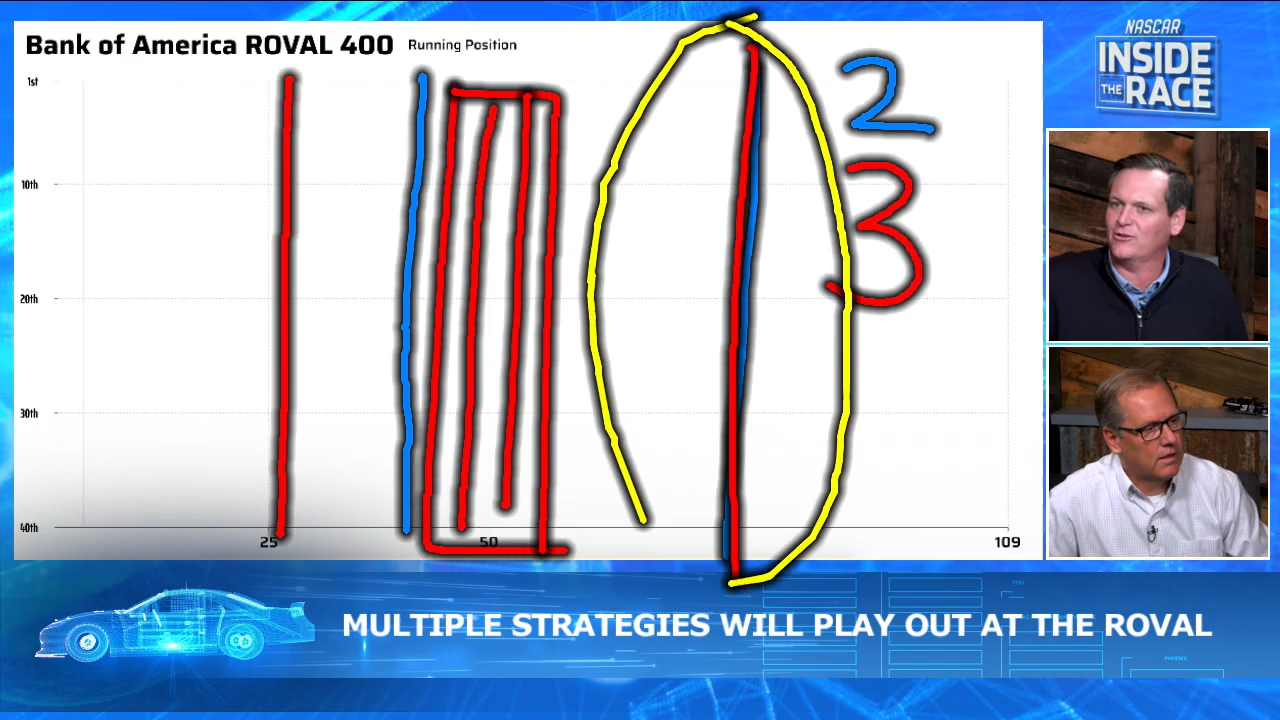 Bank of America ROVAL 400 Running Position
NASCAR
INSIDE
THE RACE
1st
10th
20th
30th
40th
25
50
109
2
3
MULTIPLE STRATEGIES WILL PLAY OUT AT THE ROVAL